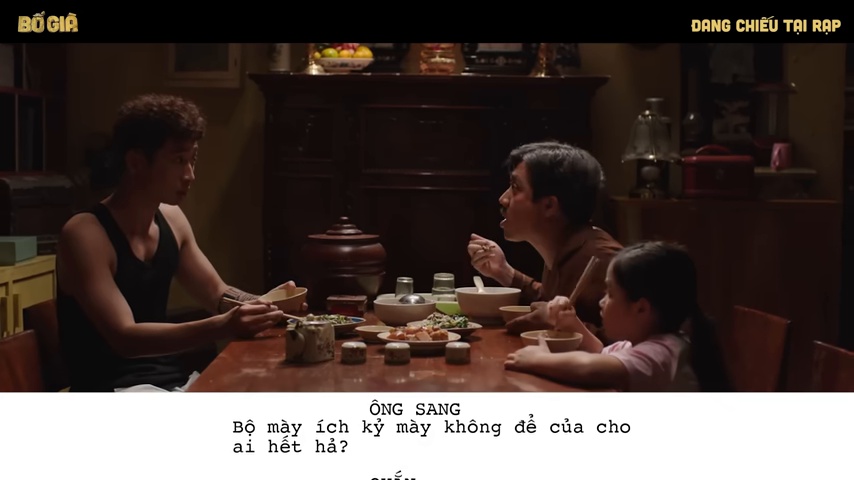 BỐ GIÀ
ĐANG CHIẾU TẠI RẠP
ÔNG SANG
Bộ mày ích kỷ mày không để của cho
ai hết hả?